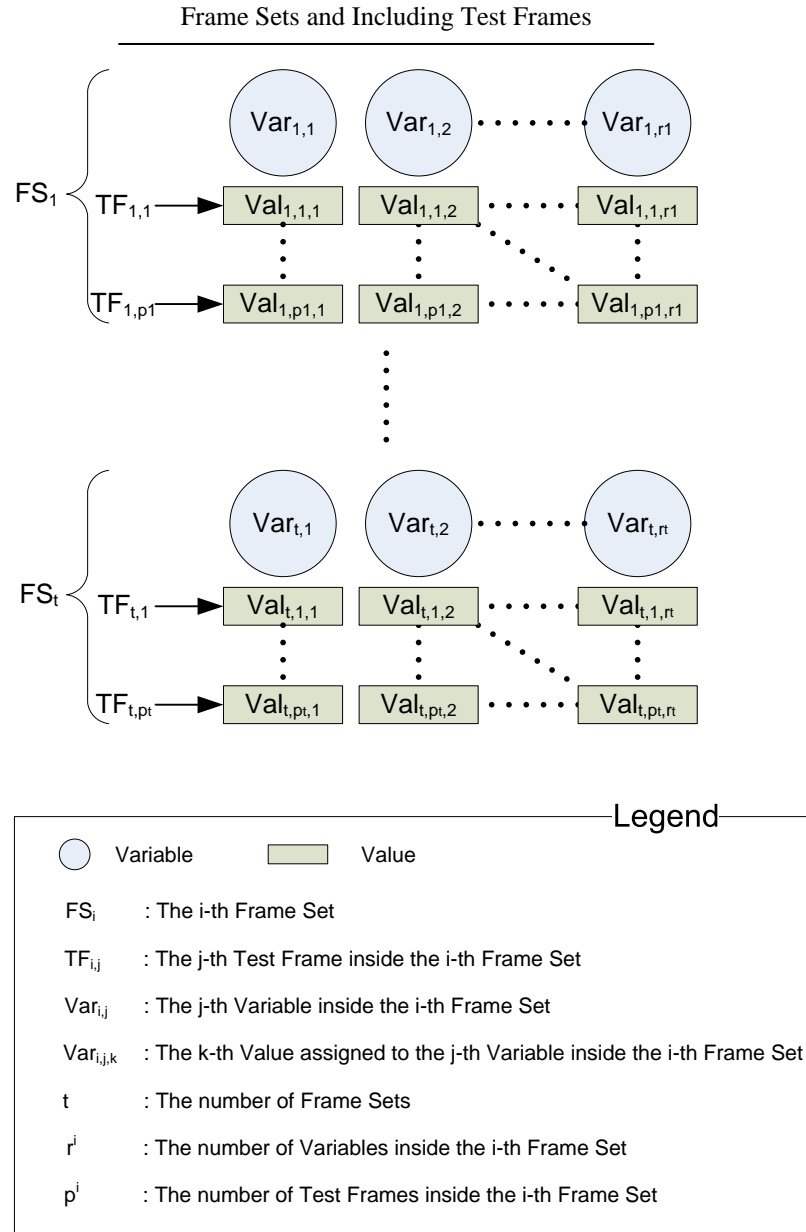 Frame Sets and Including Test Frames
Var1,1 Var1,2 Var1,r1
FS1
TF1,1 Val1,1,1 Val1,1,2 Val1,1,r1
TF1,p1 Val1,p1,1 Val1,p1,2 Val1,p1,r1
Vart,1 Vart,2 Vart,rt
FSt
TFt,1 Valt,1,1 Valt,1,2 Valt,1,rt
TFt,pt Valt,pt,1 Valt,pt,2 Valt,pt,rt
Legend
Variable Value
FSi : The i-th Frame Set
TFi,j : The j-th Test Frame inside the i-th Frame Set
Vari,j : The j-th Variable inside the i-th Frame Set
Vari,j,k : The k-th Value assigned to the j-th Variable inside the i-th Frame Set
t : The number of Frame Sets
ri : The number of Variables inside the i-th Frame Set
pi : The number of Test Frames inside the i-th Frame Set